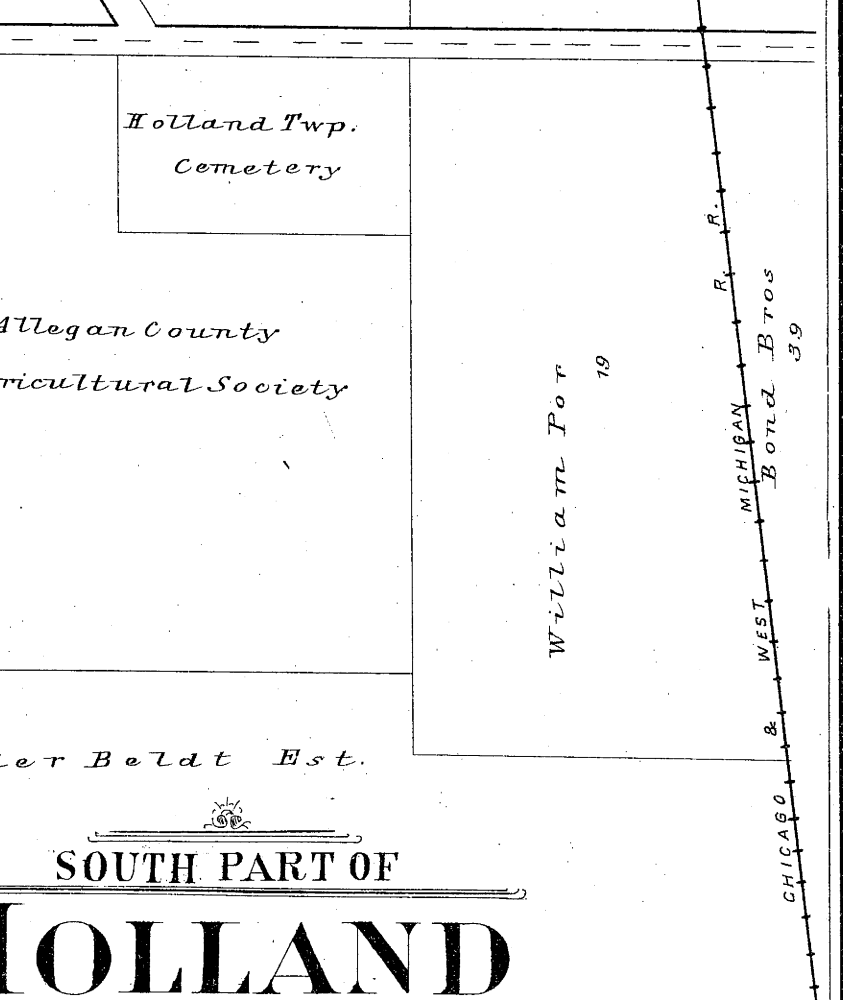 Holland Twp.
Cemetery
Allegan County
ricultural Society
William Por
19
Bond Bros
39
CHICAGO & WEST MICHIGAN R. R.
er Beldt Est.
SOUTH PART OF
HOLLAND